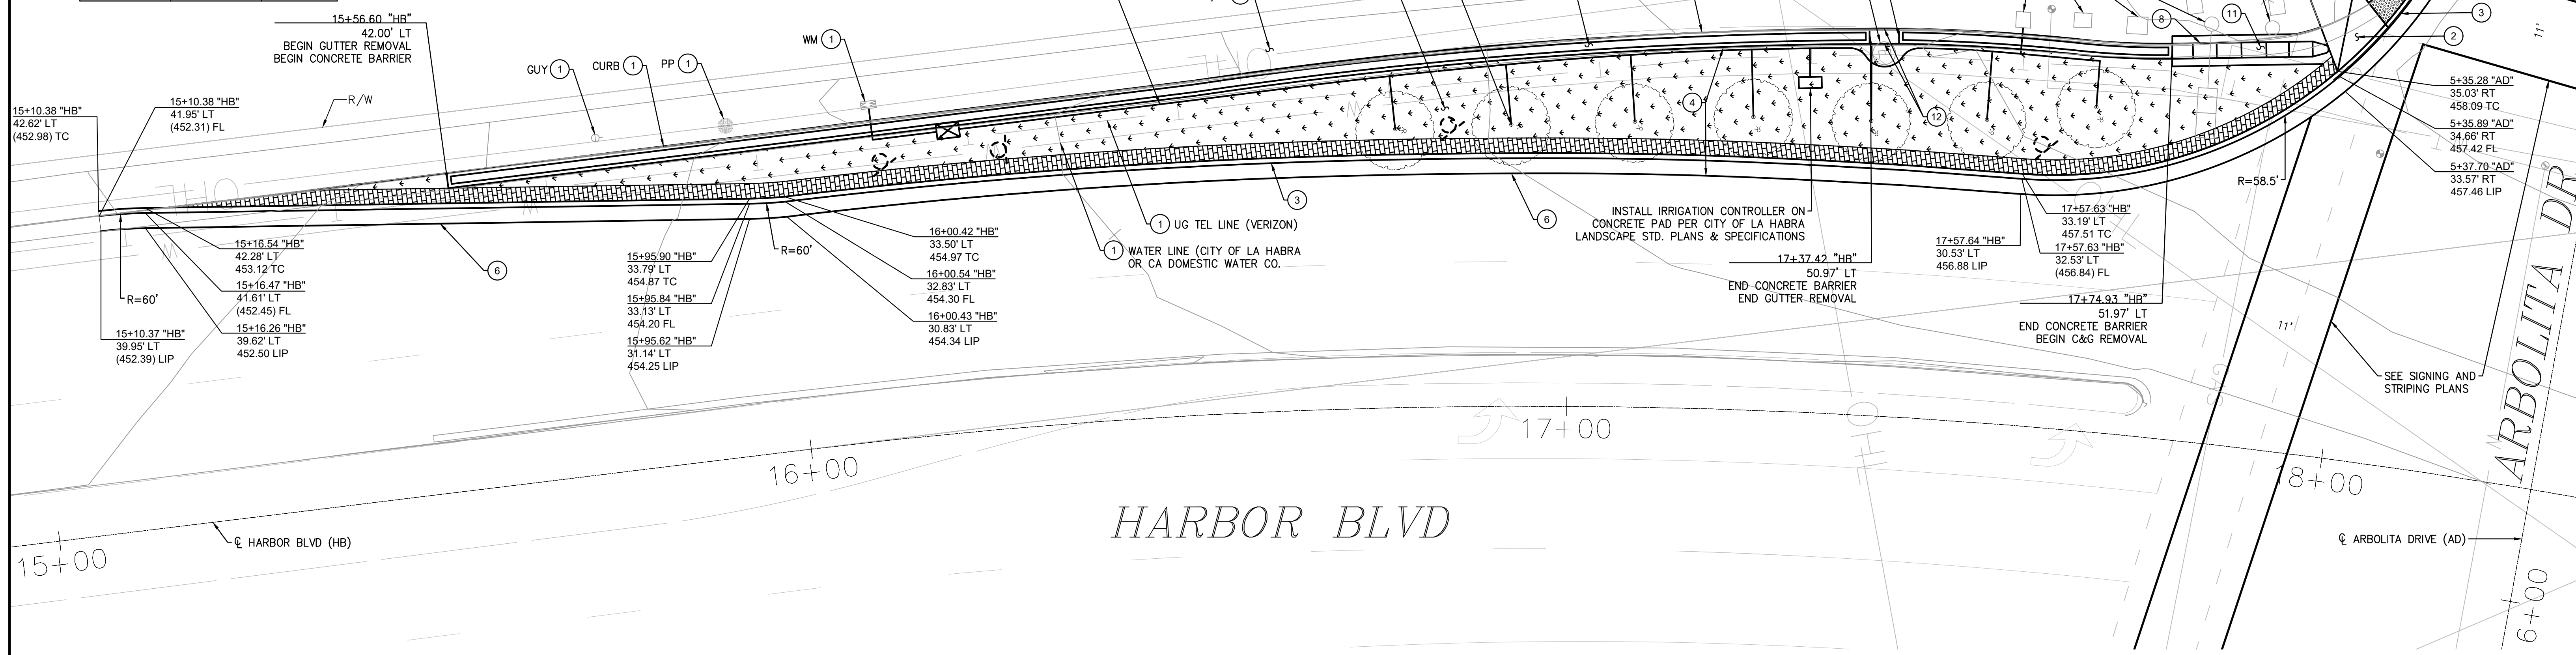 15+56.60 "HB"
42.00' LT
BEGIN GUTTER REMOVAL
BEGIN CONCRETE BARRIER
15+10.38 "HB"
42.62' LT
(452.98) TC
15+10.38 "HB"
41.95' LT
(452.31) FL
R/W
GUY 1
CURB 1
PP 1
WM 1
OHL
OHL
8
11
3
2
11'
4
12
5+35.28 "AD"
35.03' RT
458.09 TC
5+35.89 "AD"
34.66' RT
457.42 FL
5+37.70 "AD"
33.57' RT
457.46 LIP
R=58.5'
3
6
1 UG TEL LINE (VERIZON)
1 WATER LINE (CITY OF LA HABRA
OR CA DOMESTIC WATER CO.
INSTALL IRRIGATION CONTROLLER ON
CONCRETE PAD PER CITY OF LA HABRA
LANDSCAPE STD. PLANS & SPECIFICATIONS
17+37.42 "HB"
50.97' LT
END CONCRETE BARRIER
END GUTTER REMOVAL
17+57.64 "HB"
30.53' LT
456.88 LIP
17+57.63 "HB"
33.19' LT
457.51 TC
17+57.63 "HB"
32.53' LT
(456.84) FL
17+74.93 "HB"
51.97' LT
END CONCRETE BARRIER
BEGIN C&G REMOVAL
11'
R=60'
15+10.37 "HB"
39.95' LT
(452.39) LIP
15+16.54 "HB"
42.28' LT
453.12 TC
15+16.47 "HB"
41.61' LT
(452.45) FL
15+16.26 "HB"
39.62' LT
452.50 LIP
6
15+95.90 "HB"
33.79' LT
454.87 TC
15+95.84 "HB"
33.13' LT
454.20 FL
15+95.62 "HB"
31.14' LT
454.25 LIP
R=60'
16+00.42 "HB"
33.50' LT
454.97 TC
16+00.54 "HB"
32.83' LT
454.30 FL
16+00.43 "HB"
30.83' LT
454.34 LIP
SEE SIGNING AND
STRIPING PLANS
ARBOLITA DR
GAS
OHL
15+00
16+00
17+00
18+00
HARBOR BLVD
℄ HARBOR BLVD (HB)
℄ ARBOLITA DRIVE (AD)
6+00